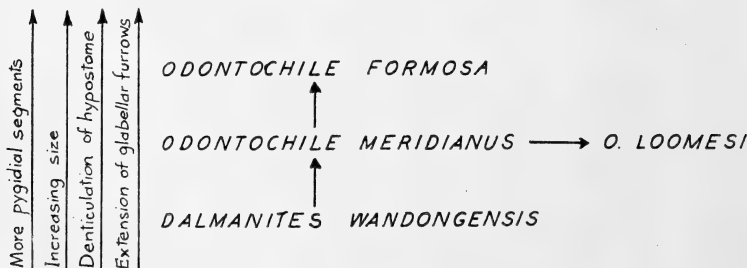 More pygidial segments
Increasing size
Denticulation of hypostome
Extension of glabellar furrows
ODONTOCHILE FORMOSA
ODONTOCHILE MERIDIANUS O. LOOMESI
DALMANITES WANDONGENSIS